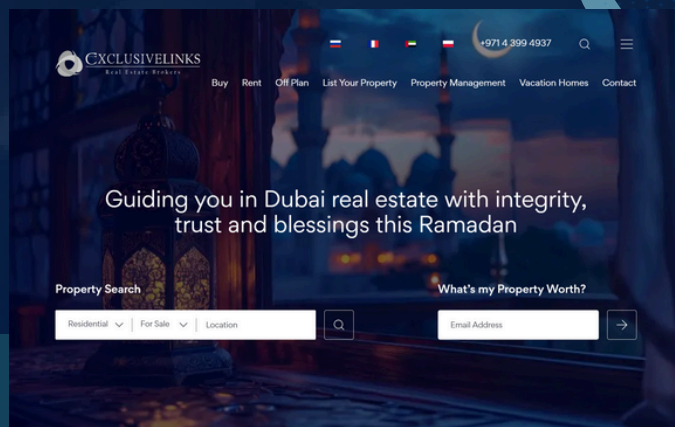 EXCLUSIVELINKS
Real Estate Brokers
+971 4 399 4937
Buy Rent Off Plan List Your Property Property Management Vacation Homes Contact
Guiding you in Dubai real estate with integrity,
trust and blessings this Ramadan
Property Search
What's my Property Worth?
Residential For Sale Location
Email Address